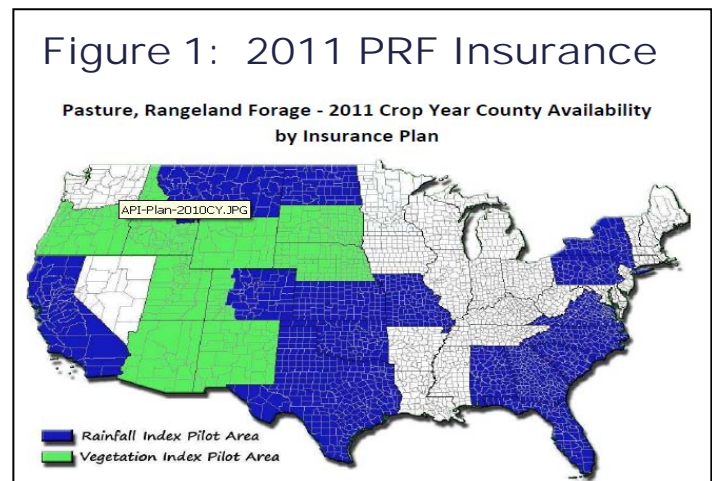 Figure 1: 2011 PRF Insurance
Pasture, Rangeland Forage - 2011 Crop Year County Availability
by Insurance Plan
API-Plan-2010CY.JPG
Rainfall Index Pilot Area
Vegetation Index Pilot Area